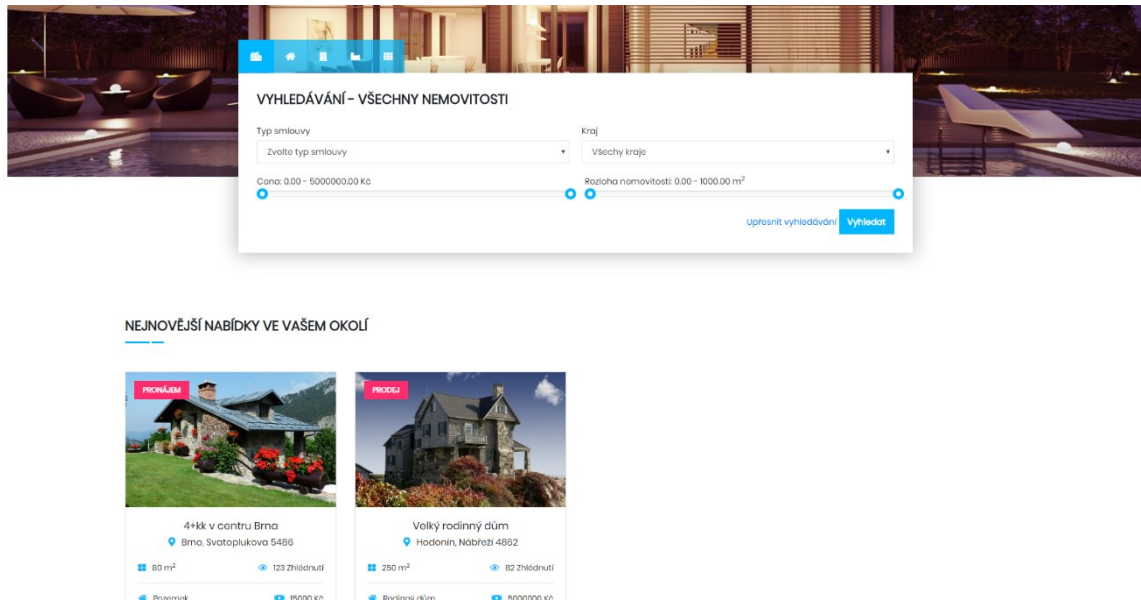 VYHLEDÁVÁNÍ - VŠECHNY NEMOVITOSTI
Typ smlouvy
Kraj
Zvolte typ smlouvy
Všechy kraje
Cena: 0.00 - 5000000.00 Kč
Rozloha nemovitosti: 0.00 - 1000.00 m²
Upřesnit vyhledávání
Vyhledat
NEJNOVĚJŠÍ NABÍDKY VE VAŠEM OKOLÍ
PRONÁJEM
4+kk v centru Brna
Brno, Svatoplukova 5486
80 m²
123 Zhlédnutí
Pozemek
15000 Kč
PRODEJ
Velký rodinný dům
Hodonín, Nábřeží 4862
250 m²
82 Zhlédnutí
Rodinný dům
5000000 Kč